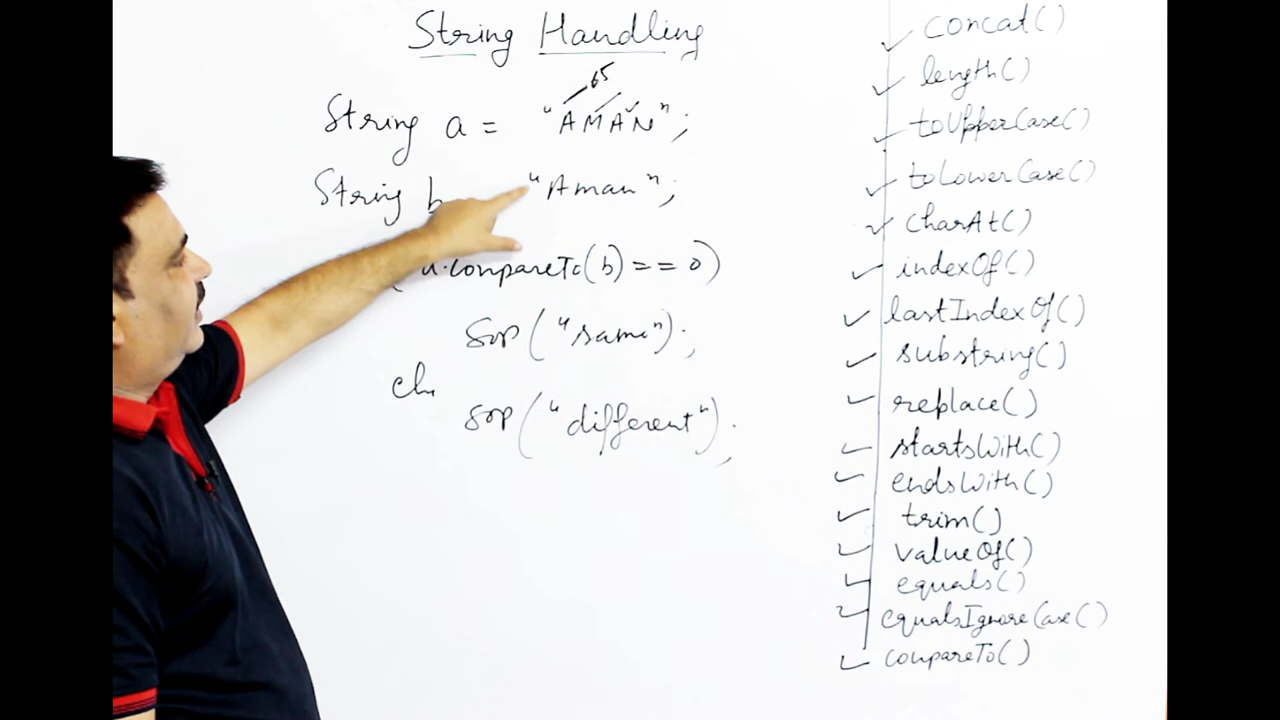 String Handling
65
String a = "AMAN";
String b "Aman";
(a.compareTo(b) == 0)
Sop("same");
Sop("different");
concat()
length()
toUpperCase()
toLowerCase()
charAt()
indexOf()
lastIndexOf()
substring()
replace()
startsWith()
endsWith()
trim()
valueOf()
equals()
equalsIgnoreCase()
compareTo()